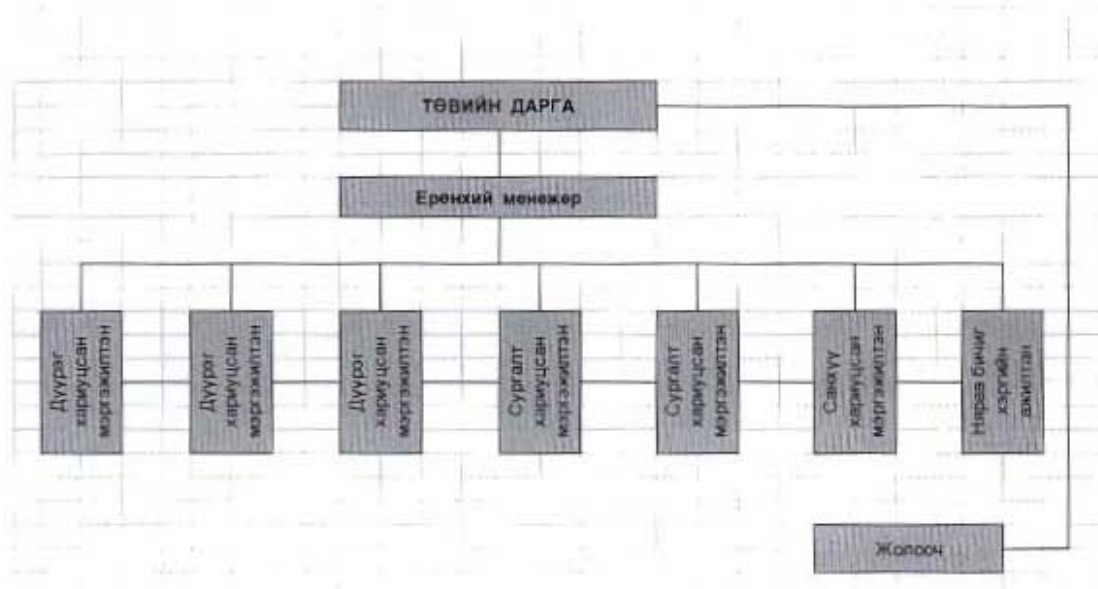 ТӨВИЙН ДАРГА
Ерөнхий менежер
Дүүрэг
хариуцсан
мэргэжилтэн
Дүүрэг
хариуцсан
мэргэжилтэн
Дүүрэг
хариуцсан
мэргэжилтэн
Сургалт
хариуцсан
мэргэжилтэн
Сургалт
хариуцсан
мэргэжилтэн
Санхүү
хариуцсан
мэргэжилтэн
Нярав бичиг
хэргийн
ажилтан
Жолооч